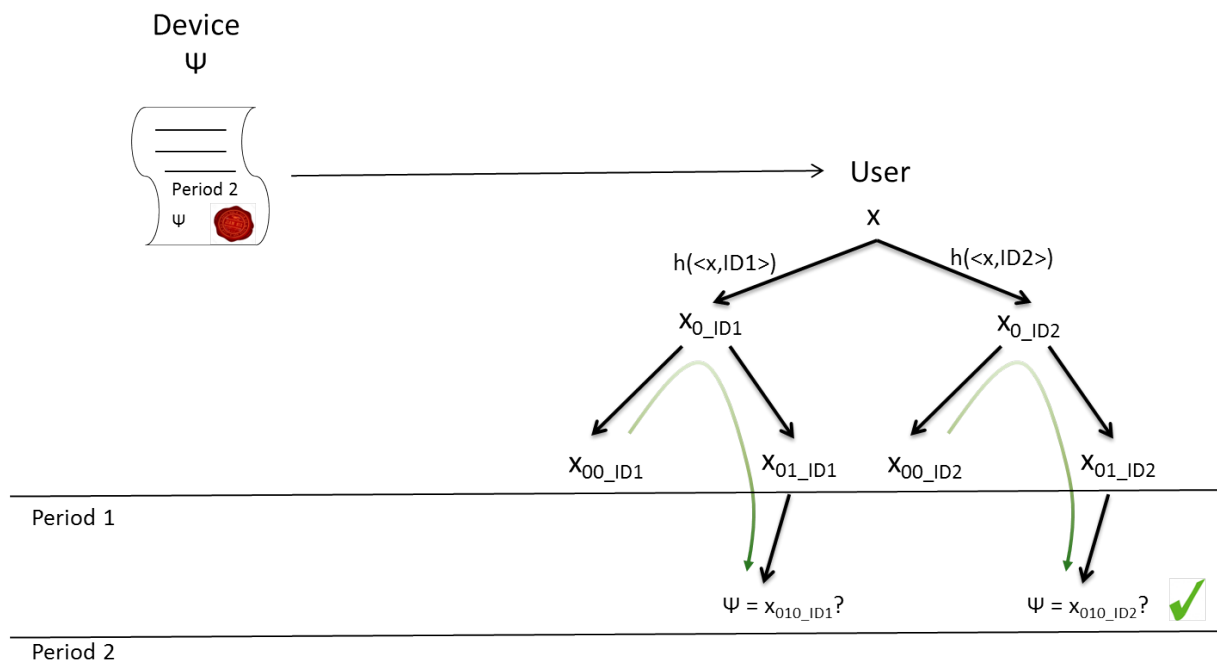 Device
Ψ
Period 2
Ψ
User
x
h(<x,ID1>)
h(<x,ID2>)
x0_ID1
x0_ID2
x00_ID1
x01_ID1
x00_ID2
x01_ID2
Period 1
Ψ = x010_ID1?
Ψ = x010_ID2?
Period 2